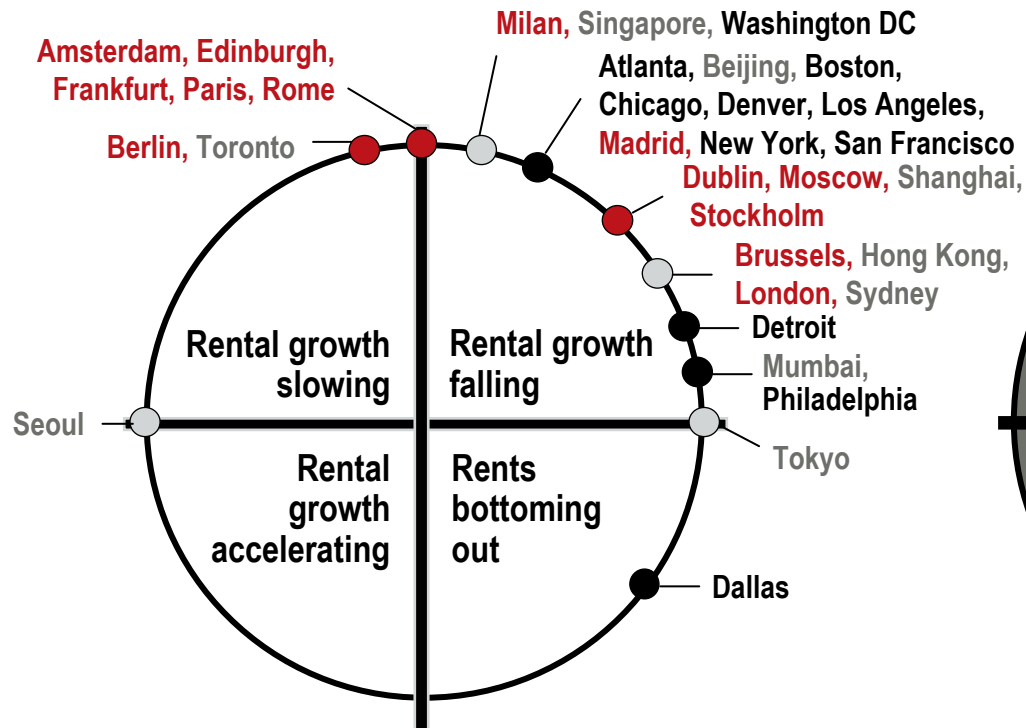 Milan, Singapore, Washington DC
Amsterdam, Edinburgh,
Frankfurt, Paris, Rome
Atlanta, Beijing, Boston,
Chicago, Denver, Los Angeles,
Madrid, New York, San Francisco
Berlin, Toronto
Dublin, Moscow, Shanghai,
Stockholm
Brussels, Hong Kong,
London, Sydney
Detroit
Mumbai,
Philadelphia
Rental growth
slowing
Rental growth
falling
Seoul
Tokyo
Rental
growth
accelerating
Rents
bottoming
out
Dallas